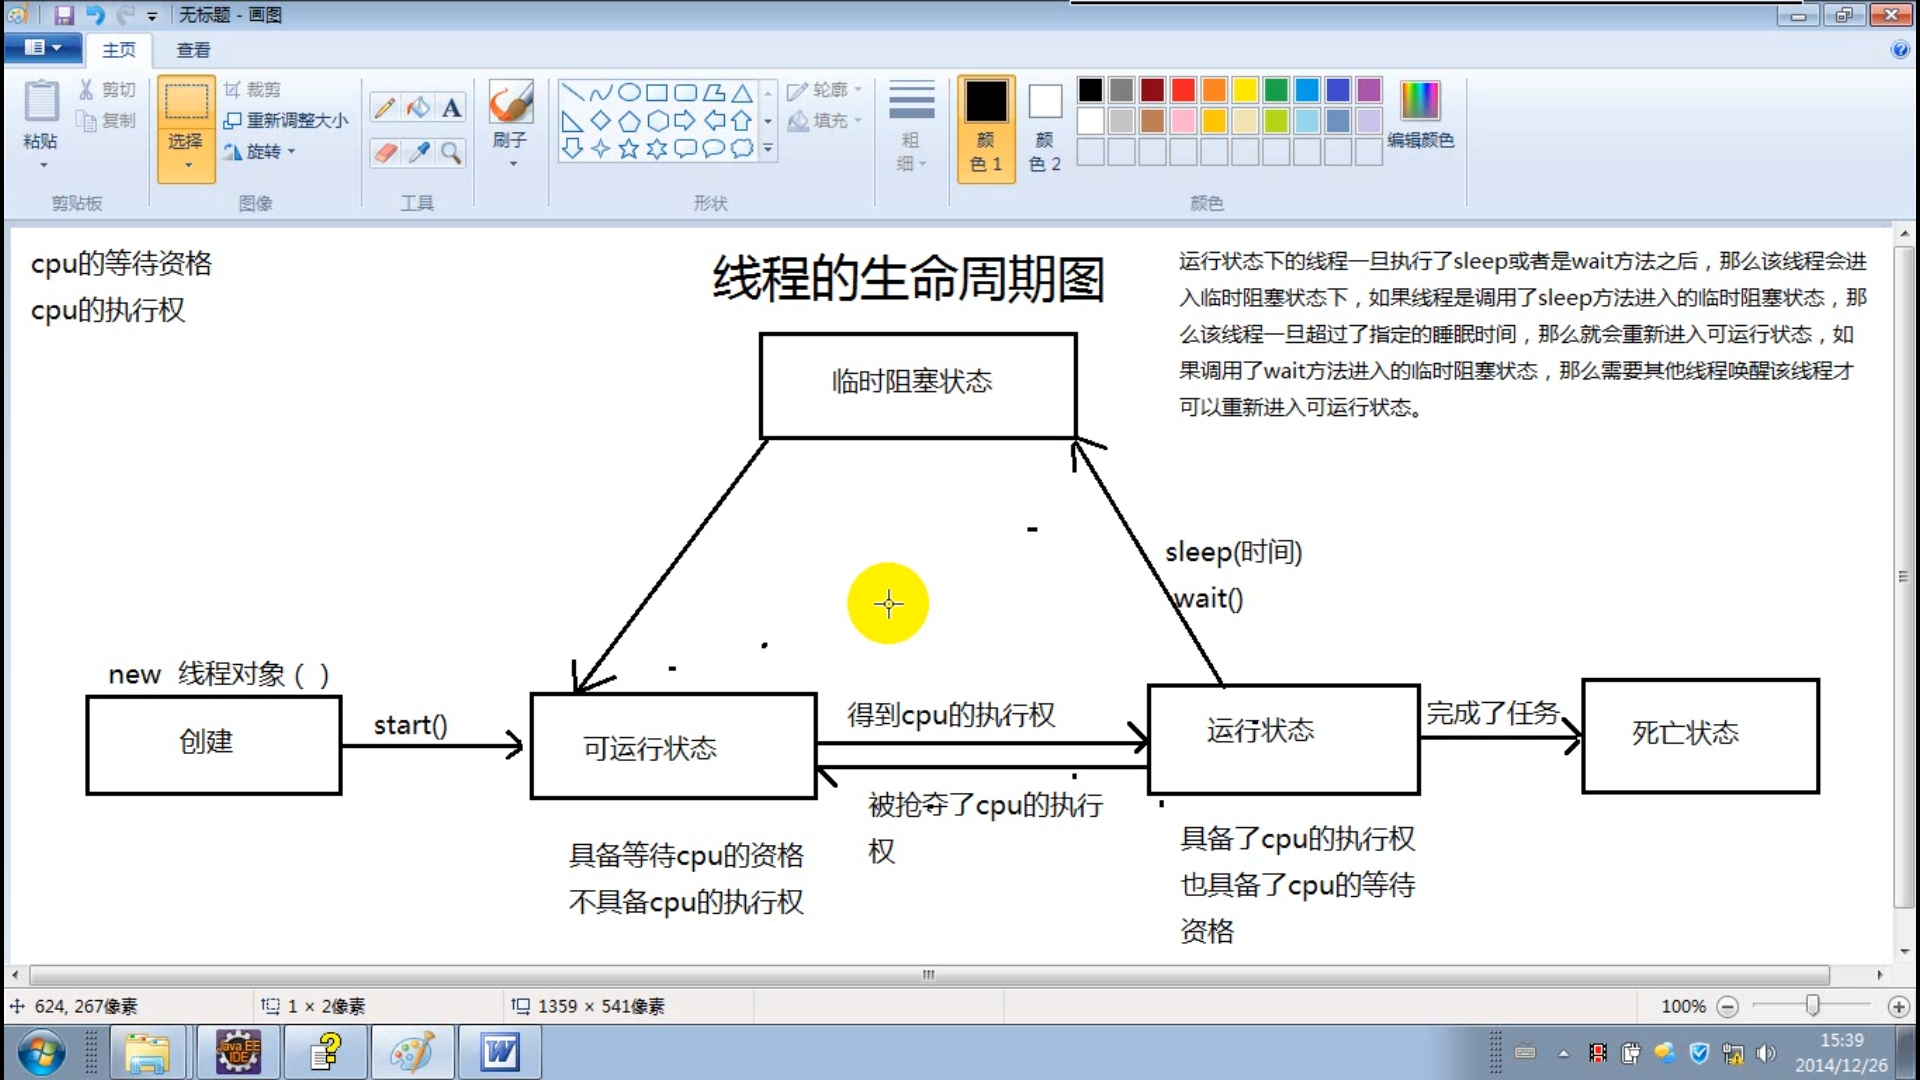 无标题 - 画图
主页
查看
粘贴
剪切
复制
剪贴板
选择
裁剪
重新调整大小
旋转
图像
A
工具
刷子
形状
轮廓
填充
粗
细
颜
色 1
颜
色 2
编辑颜色
颜色
cpu的等待资格
cpu的执行权
线程的生命周期图
运行状态下的线程一旦执行了sleep或者是wait方法之后，那么该线程会进
入临时阻塞状态下，如果线程是调用了sleep方法进入的临时阻塞状态，那
么该线程一旦超过了指定的睡眠时间，那么就会重新进入可运行状态，如
果调用了wait方法进入的临时阻塞状态，那么需要其他线程唤醒该线程才
可以重新进入可运行状态。
临时阻塞状态
sleep(时间)
wait()
new 线程对象（ ）
创建
start()
可运行状态
得到cpu的执行权
运行状态
完成了任务
死亡状态
被抢夺了cpu的执行
权
具备等待cpu的资格
不具备cpu的执行权
具备了cpu的执行权
也具备了cpu的等待
资格
624, 267像素
1 × 2像素
1359 × 541像素
100%
Java EE
IDE
W
15:39
2014/12/26